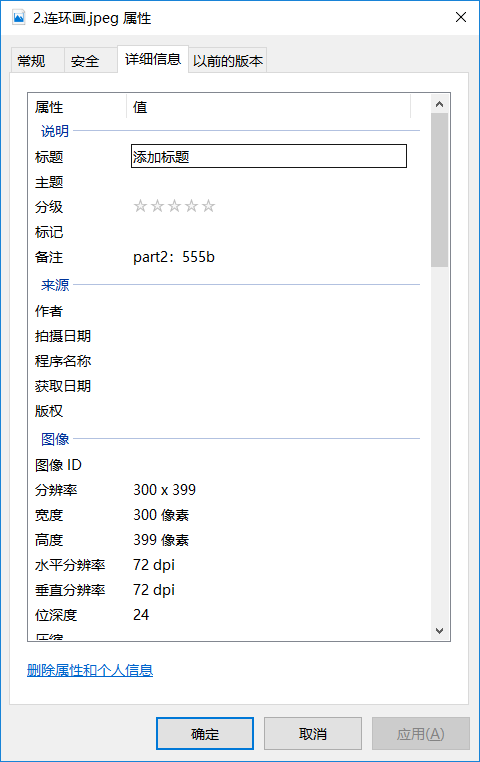 2.连环画.jpeg 属性
常规 安全 详细信息 以前的版本
属性 值
说明
标题 添加标题
主题
分级
标记
备注 part2：555b
来源
作者
拍摄日期
程序名称
获取日期
版权
图像
图像 ID
分辨率 300 x 399
宽度 300 像素
高度 399 像素
水平分辨率 72 dpi
垂直分辨率 72 dpi
位深度 24
压缩
删除属性和个人信息
确定 取消 应用(A)